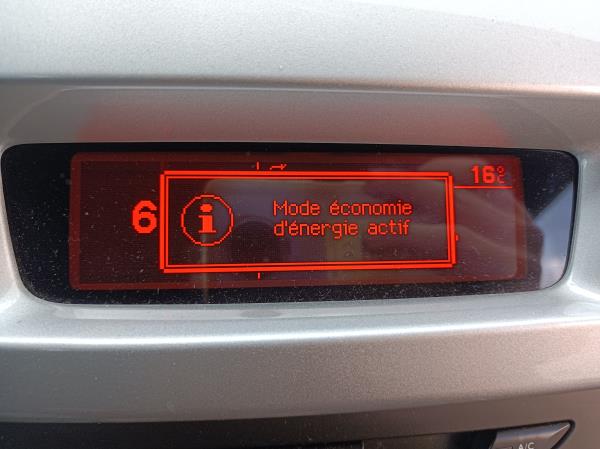 16°C
6
i
Mode économie
d'énergie actif
A/C